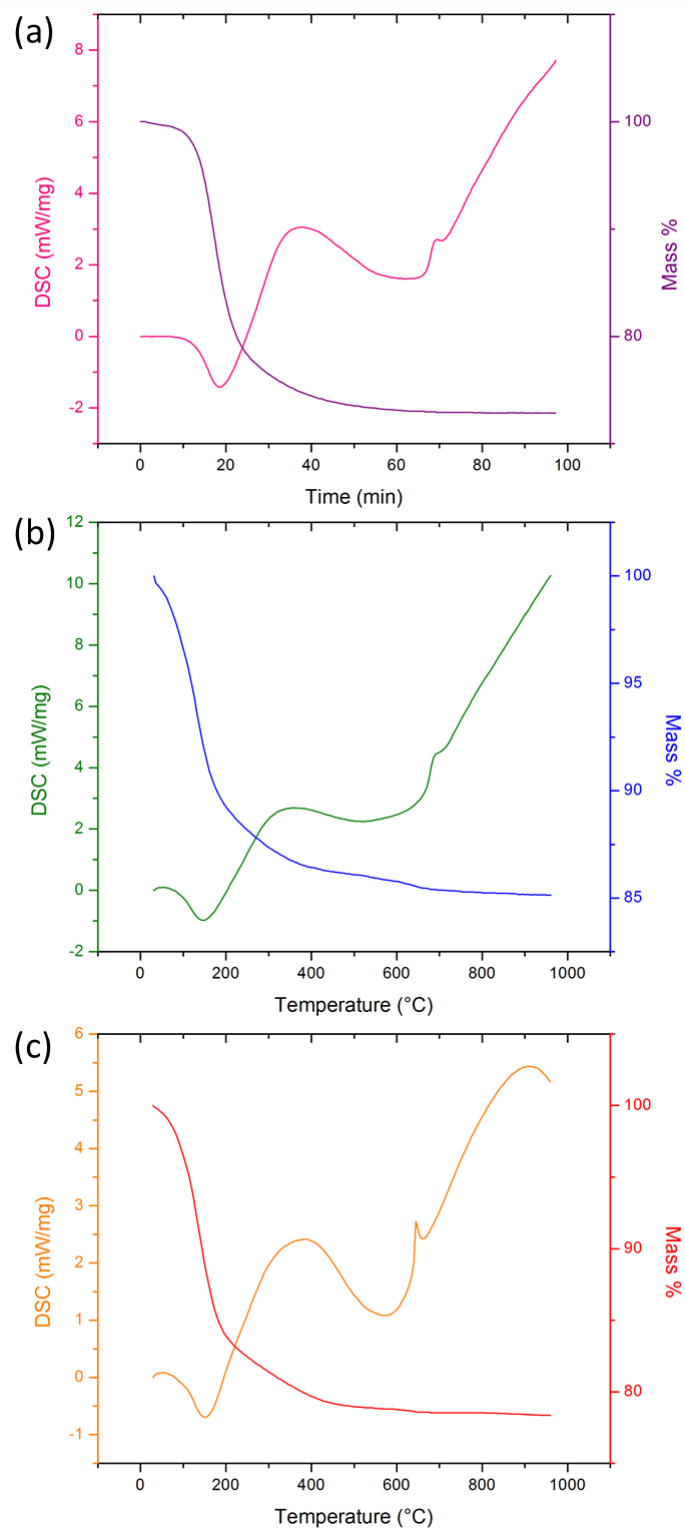 (a)
8
6
4
2
0
-2
DSC (mW/mg)
100
80
Mass %
0 20 40 60 80 100
Time (min)
(b)
12
10
8
6
4
2
0
-2
DSC (mW/mg)
100
95
90
85
Mass %
0 200 400 600 800 1000
Temperature (°C)
(c)
6
5
4
3
2
1
0
-1
DSC (mW/mg)
100
90
80
Mass %
0 200 400 600 800 1000
Temperature (°C)